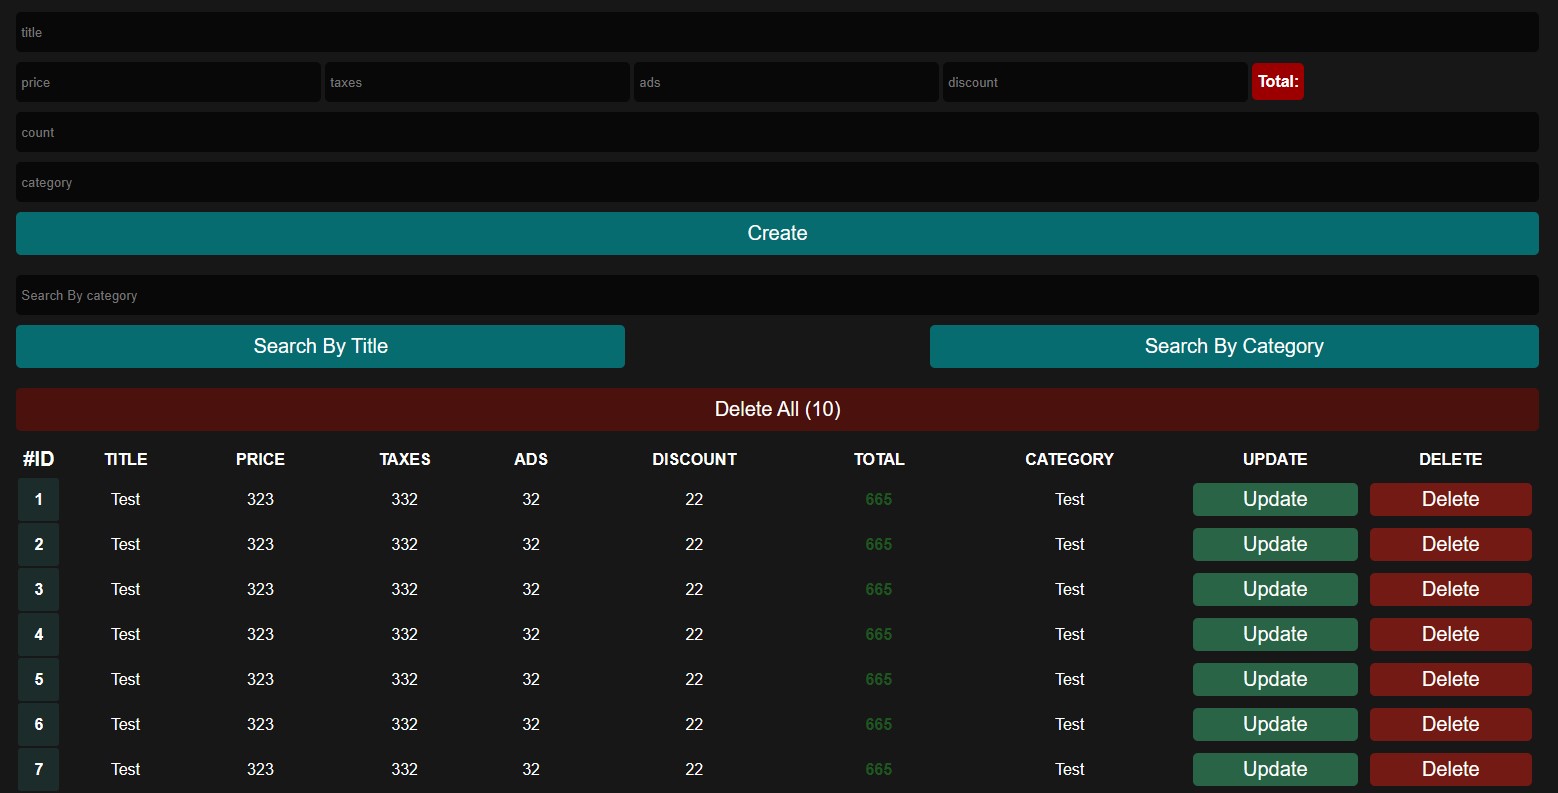 title
price taxes ads discount Total:
count
category
Create
Search By category
Search By Title Search By Category
Delete All (10)
#ID TITLE PRICE TAXES ADS DISCOUNT TOTAL CATEGORY UPDATE DELETE
1 Test 323 332 32 22 665 Test Update Delete
2 Test 323 332 32 22 665 Test Update Delete
3 Test 323 332 32 22 665 Test Update Delete
4 Test 323 332 32 22 665 Test Update Delete
5 Test 323 332 32 22 665 Test Update Delete
6 Test 323 332 32 22 665 Test Update Delete
7 Test 323 332 32 22 665 Test Update Delete